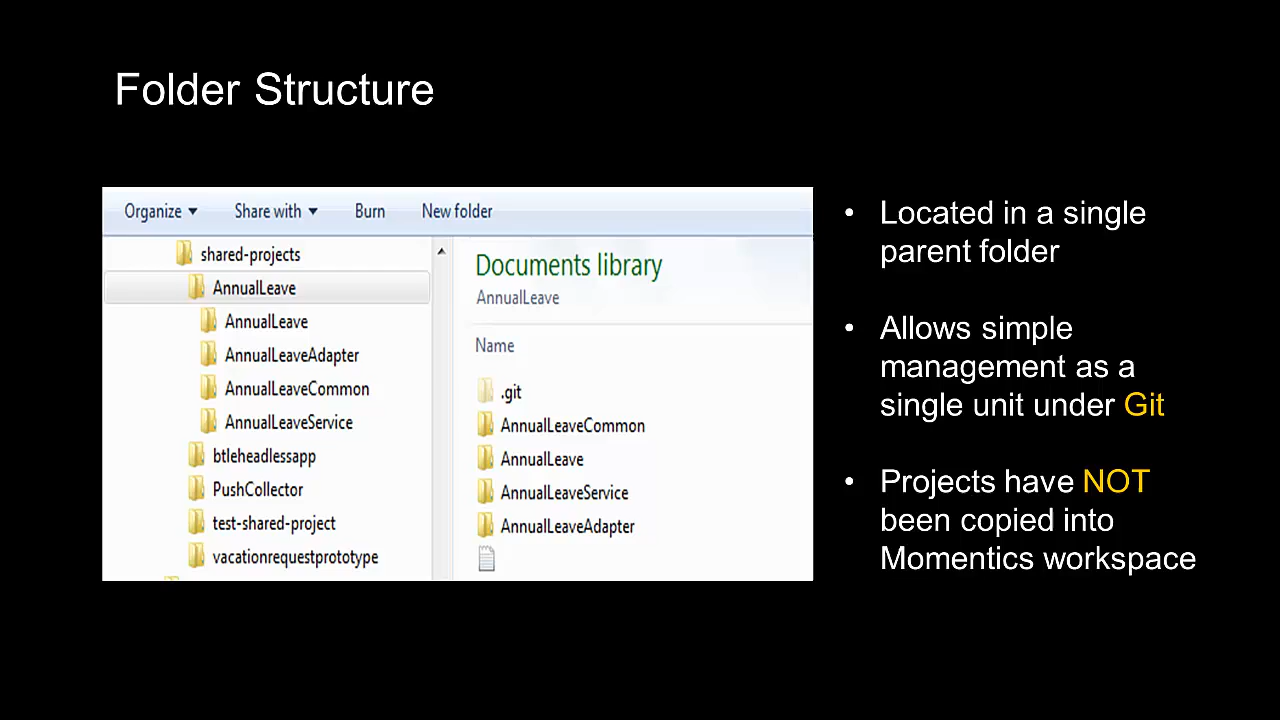 Folder Structure
Organize Share with Burn New folder
shared-projects
AnnualLeave
AnnualLeave
AnnualLeaveAdapter
AnnualLeaveCommon
AnnualLeaveService
btleheadlessapp
PushCollector
test-shared-project
vacationrequestprototype
Documents library
AnnualLeave
Name
.git
AnnualLeaveCommon
AnnualLeave
AnnualLeaveService
AnnualLeaveAdapter
• Located in a single
parent folder
• Allows simple
management as a
single unit under Git
• Projects have NOT
been copied into
Momentics workspace